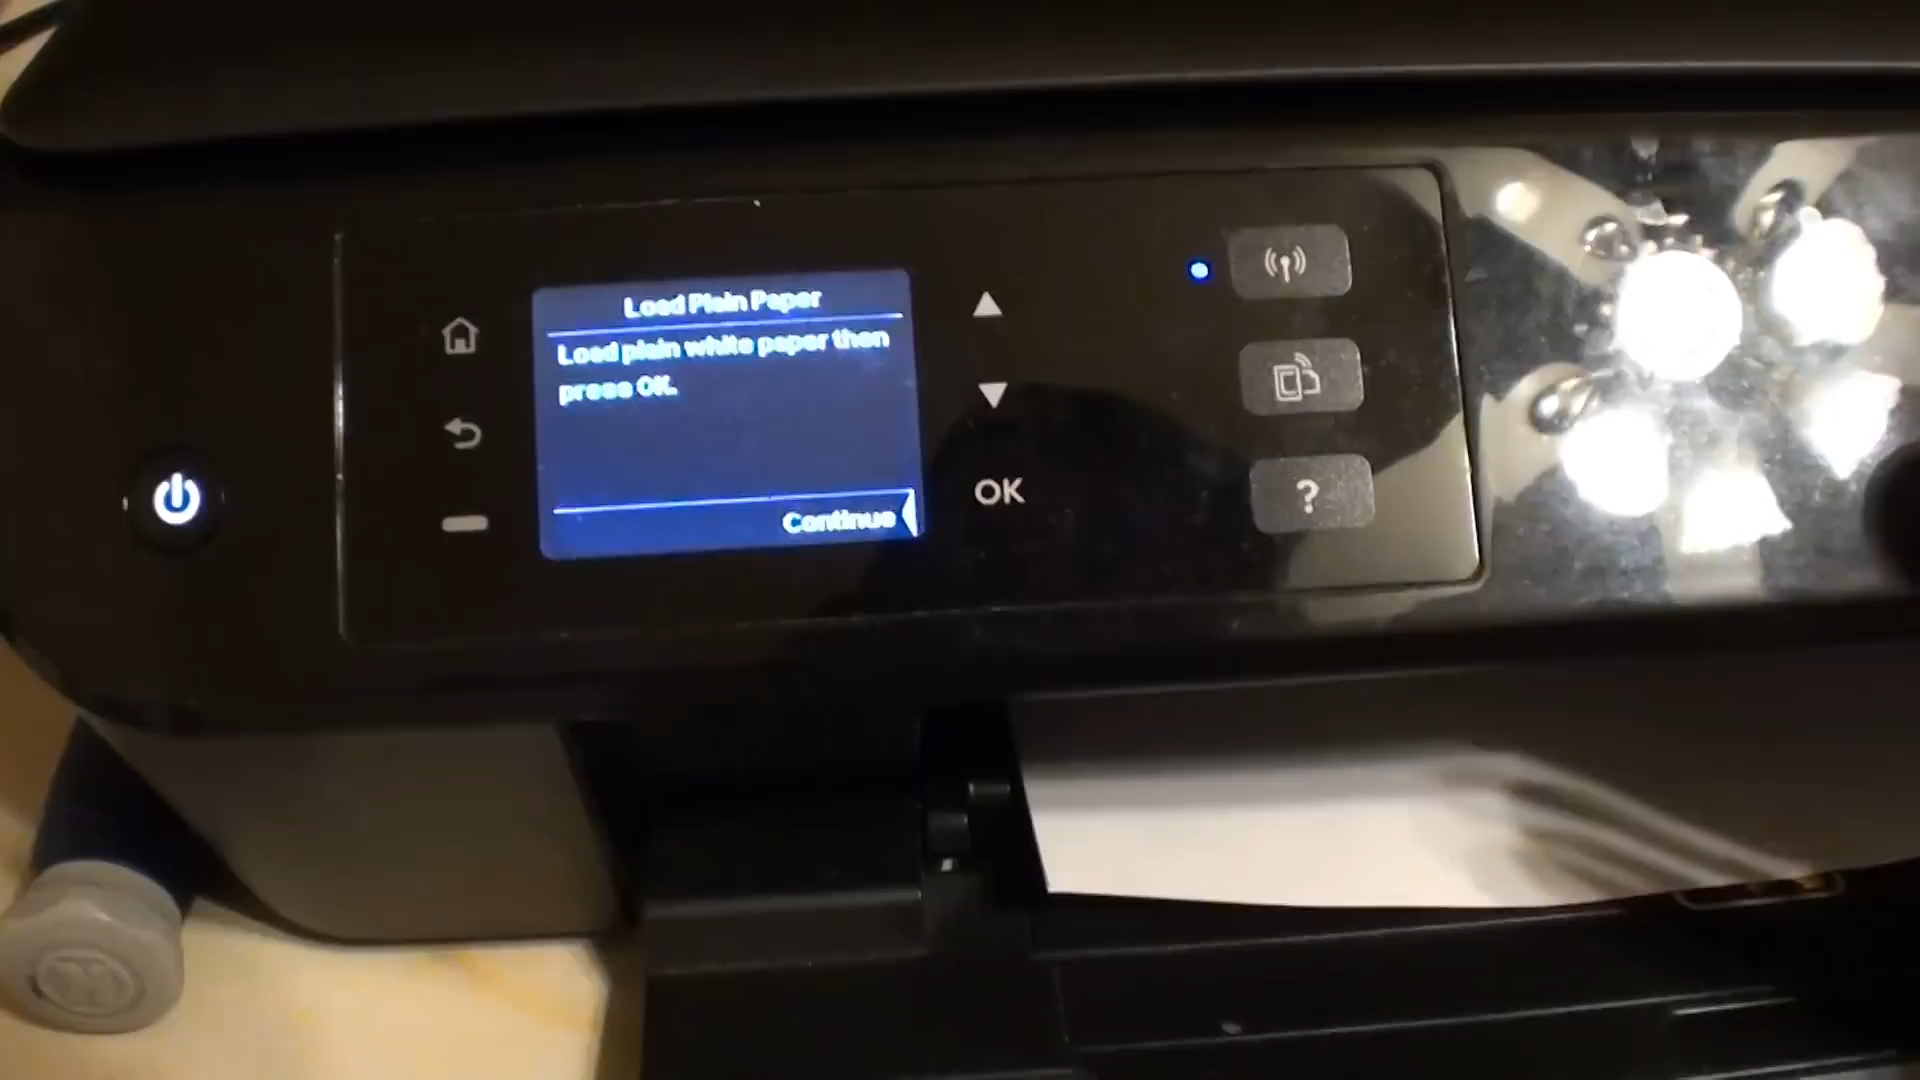 Load Plain Paper
Load plain white paper then
press OK.
Continue
OK
?